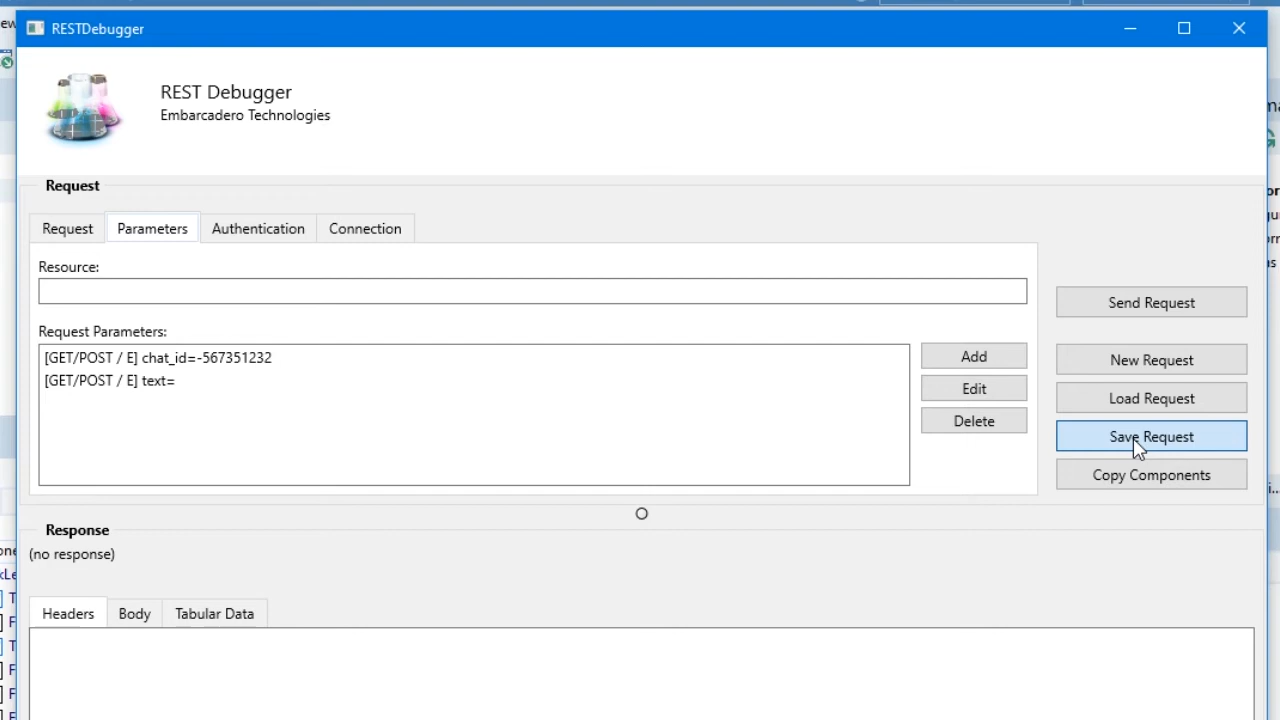 RESTDebugger
REST Debugger
Embarcadero Technologies
Request
Request Parameters Authentication Connection
Resource:
Send Request
Request Parameters:
[GET/POST / E] chat_id=-567351232
[GET/POST / E] text=
Add
Edit
Delete
New Request
Load Request
Save Request
Copy Components
Response
(no response)
Headers Body Tabular Data